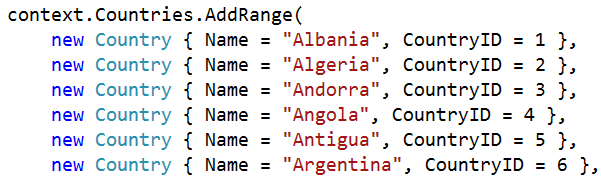 context.Countries.AddRange(
new Country { Name = "Albania", CountryID = 1 },
new Country { Name = "Algeria", CountryID = 2 },
new Country { Name = "Andorra", CountryID = 3 },
new Country { Name = "Angola", CountryID = 4 },
new Country { Name = "Antigua", CountryID = 5 },
new Country { Name = "Argentina", CountryID = 6 },